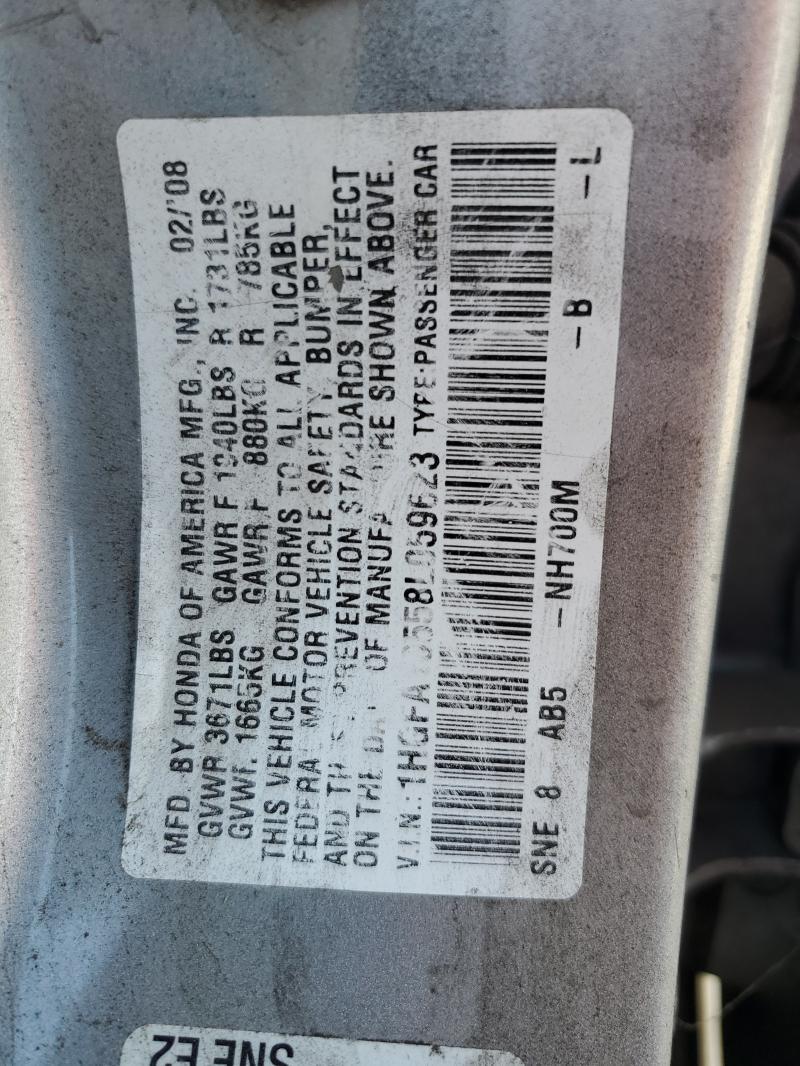 MFD. BY HONDA OF AMERICA MFG., INC. 02/'08
GVWR 3671LBS GAWR F 1940LBS R 1731LBS
GVWR 1665KG GAWR F 880KG R 785KG
THIS VEHICLE CONFORMS TO ALL APPLICABLE
FEDERAL MOTOR VEHICLE SAFETY, BUMPER,
AND THEFT PREVENTION STANDARDS IN EFFECT
ON THE DATE OF MANUFACTURE SHOWN ABOVE.
V.I.N.: TYPE:PASSENGER CAR
SNE 8 AB5 -NH700M -B -L
SNE E2